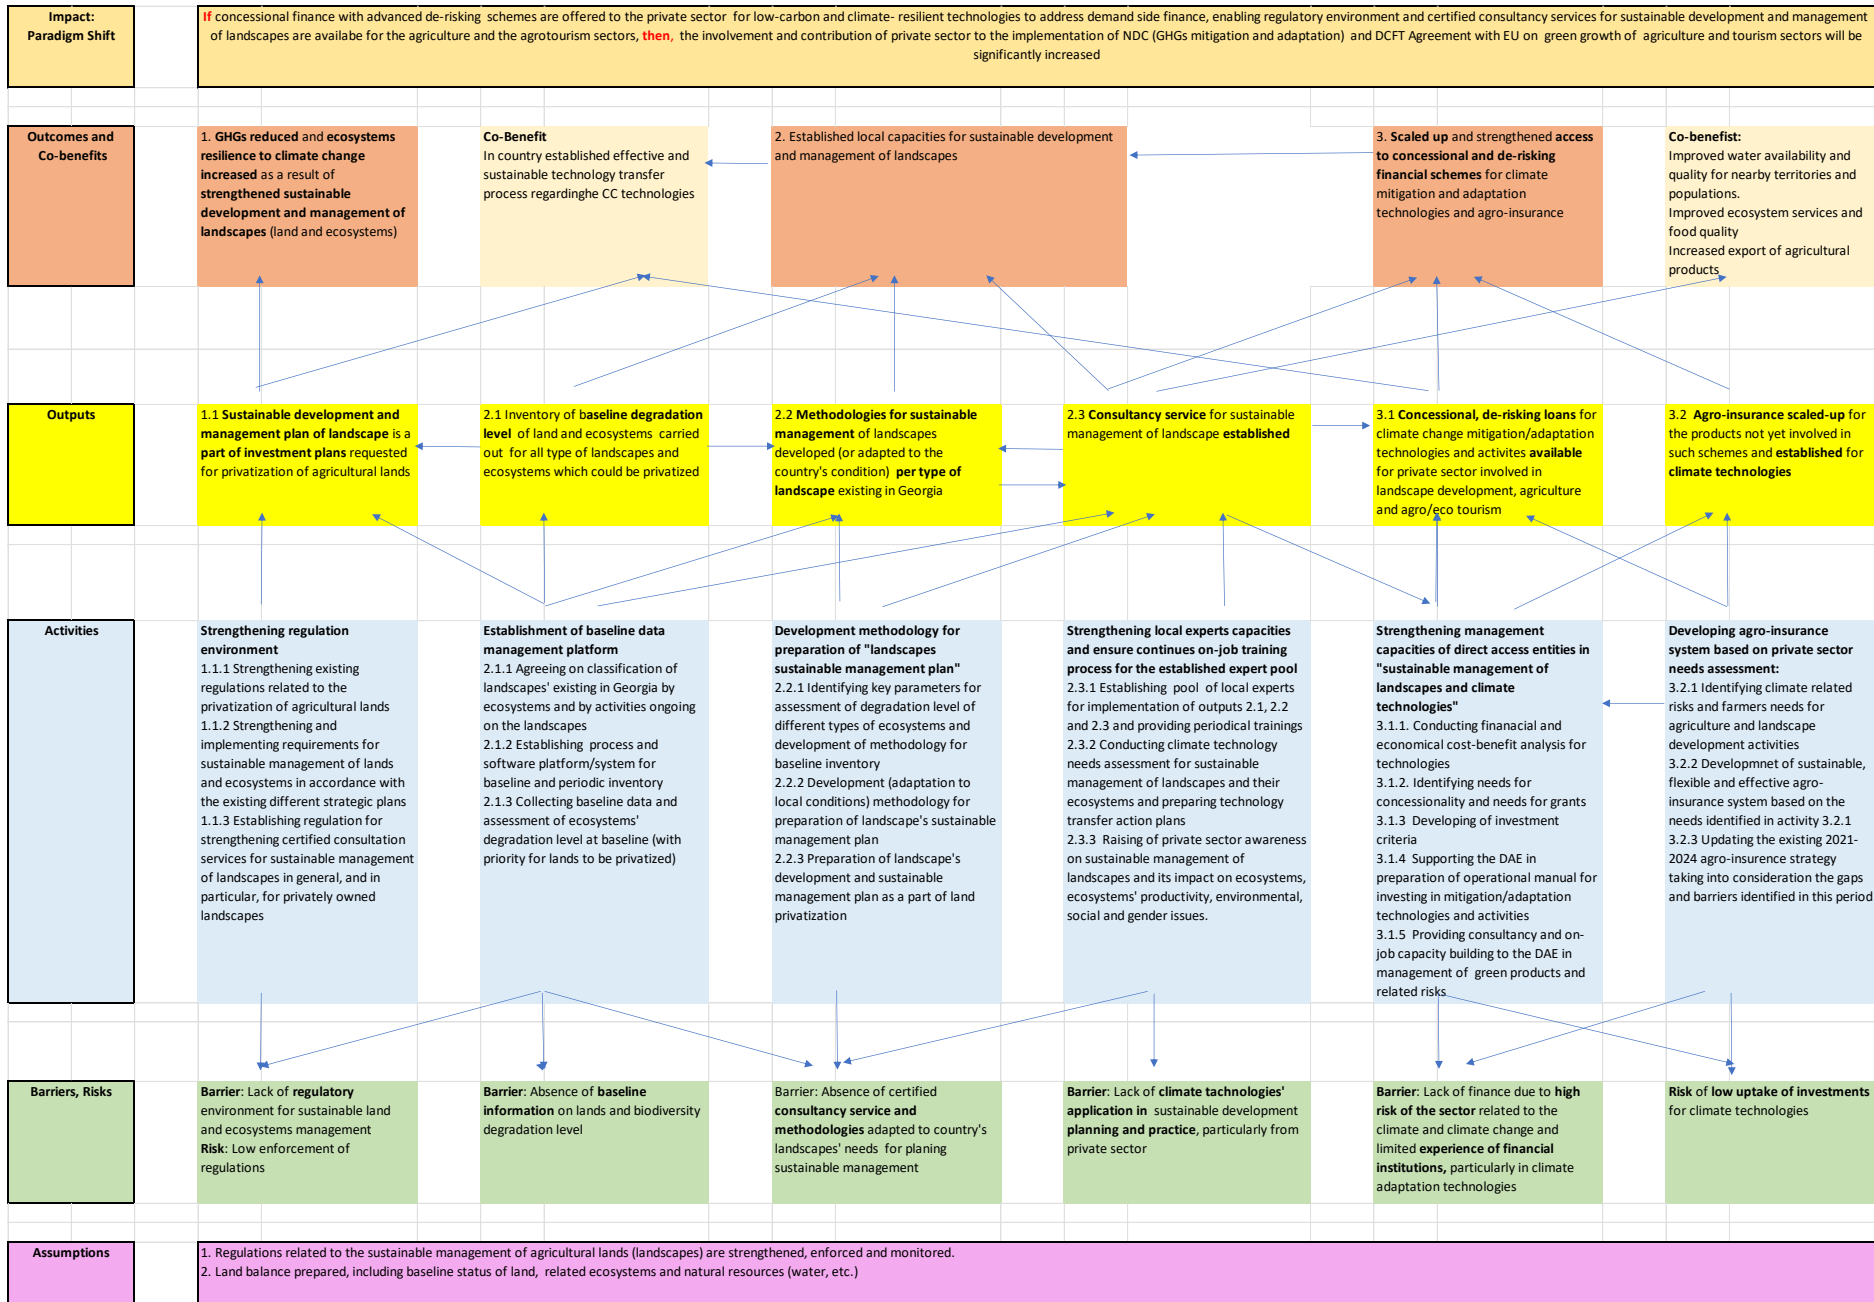 Impact:
Paradigm Shift
If concessional finance with advanced de-risking schemes are offered to the private sector for low-carbon and climate- resilient technologies to address demand side finance, enabling regulatory environment and certified consultancy services for sustainable development and management
of landscapes are availabe for the agriculture and the agrotourism sectors, then, the involvement and contribution of private sector to the implementation of NDC (GHGs mitigation and adaptation) and DCFT Agreement with EU on green growth of agriculture and tourism sectors will be
significantly increased
Outcomes and
Co-benefits
1. GHGs reduced and ecosystems
resilience to climate change
increased as a result of
strengthened sustainable
development and management of
landscapes (land and ecosystems)
Co-Benefit
In country established effective and
sustainable technology transfer
process regardinghe CC technologies
2. Established local capacities for sustainable development
and management of landscapes
3. Scaled up and strengthened access
to concessional and de-risking
financial schemes for climate
mitigation and adaptation
technologies and agro-insurance
Co-benefist:
Improved water availability and
quality for nearby territories and
populations.
Improved ecosystem services and
food quality
Increased export of agricultural
products
Outputs
1.1 Sustainable development and
management plan of landscape is a
part of investment plans requested
for privatization of agricultural lands
2.1 Inventory of baseline degradation
level of land and ecosystems carried
out for all type of landscapes and
ecosystems which could be privatized
2.2 Methodologies for sustainable
management of landscapes
developed (or adapted to the
country's condition) per type of
landscape existing in Georgia
2.3 Consultancy service for sustainable
management of landscape established
3.1 Concessional, de-risking loans for
climate change mitigation/adaptation
technologies and activites available
for private sector involved in
landscape development, agriculture
and agro/eco tourism
3.2 Agro-insurance scaled-up for
the products not yet involved in
such schemes and established for
climate technologies
Activities
Strengthening regulation
environment
1.1.1 Strengthening existing
regulations related to the
privatization of agricultural lands
1.1.2 Strengthening and
implementing requirements for
sustainable management of lands
and ecosystems in accordance with
the existing different strategic plans
1.1.3 Establishing regulation for
strengthening certified consultation
services for sustainable management
of landscapes in general, and in
particular, for privately owned
landscapes
Establishment of baseline data
management platform
2.1.1 Agreeing on classification of
landscapes' existing in Georgia by
ecosystems and by activities ongoing
on the landscapes
2.1.2 Establishing process and
software platform/system for
baseline and periodic inventory
2.1.3 Collecting baseline data and
assessment of ecosystems'
degradation level at baseline (with
priority for lands to be privatized)
Development methodology for
preparation of "landscapes
sustainable management plan"
2.2.1 Identifying key parameters for
assessment of degradation level of
different types of ecosystems and
development of methodology for
baseline inventory
2.2.2 Development (adaptation to
local conditions) methodology for
preparation of landscape's sustainable
management plan
2.2.3 Preparation of landscape's
development and sustainable
management plan as a part of land
privatization
Strengthening local experts capacities
and ensure continues on-job training
process for the established expert pool
2.3.1 Establishing pool of local experts
for implementation of outputs 2.1, 2.2
and 2.3 and providing periodical trainings
2.3.2 Conducting climate technology
needs assessment for sustainable
management of landscapes and their
ecosystems and preparing technology
transfer action plans
2.3.3 Raising of private sector awareness
on sustainable management of
landscapes and its impact on ecosystems,
ecosystems' productivity, environmental,
social and gender issues.
Strengthening management
capacities of direct access entities in
"sustainable management of
landscapes and climate
technologies"
3.1.1. Conducting finanacial and
economical cost-benefit analysis for
technologies
3.1.2. Identifying needs for
concessionality and needs for grants
3.1.3 Developing of investment
criteria
3.1.4 Supporting the DAE in
preparation of operational manual for
investing in mitigation/adaptation
technologies and activities
3.1.5 Providing consultancy and on-
job capacity building to the DAE in
management of green products and
related risks
Developing agro-insurance
system based on private sector
needs assessment:
3.2.1 Identifying climate related
risks and farmers needs for
agriculture and landscape
development activities
3.2.2 Developmnet of sustainable,
flexible and effective agro-
insurance system based on the
needs identified in activity 3.2.1
3.2.3 Updating the existing 2021-
2024 agro-insurence strategy
taking into consideration the gaps
and barriers identified in this period
Barriers, Risks
Barrier: Lack of regulatory
environment for sustainable land
and ecosystems management
Risk: Low enforcement of
regulations
Barrier: Absence of baseline
information on lands and biodiversity
degradation level
Barrier: Absence of certified
consultancy service and
methodologies adapted to country's
landscapes' needs for planing
sustainable management
Barrier: Lack of climate tachnologies'
application in sustainable development
planning and practice, particularly from
private sector
Barrier: Lack of finance due to high
risk of the sector related to the
climate and climate change and
limited experience of financial
institutions, particularly in climate
adaptation technologies
Risk of low uptake of investments
for climate technologies
Assumptions
1. Regulations related to the sustainable management of agricultural lands (landscapes) are strengthened, enforced and monitored.
2. Land balance prepared, including baseline status of land, related ecosystems and natural resources (water, etc.)